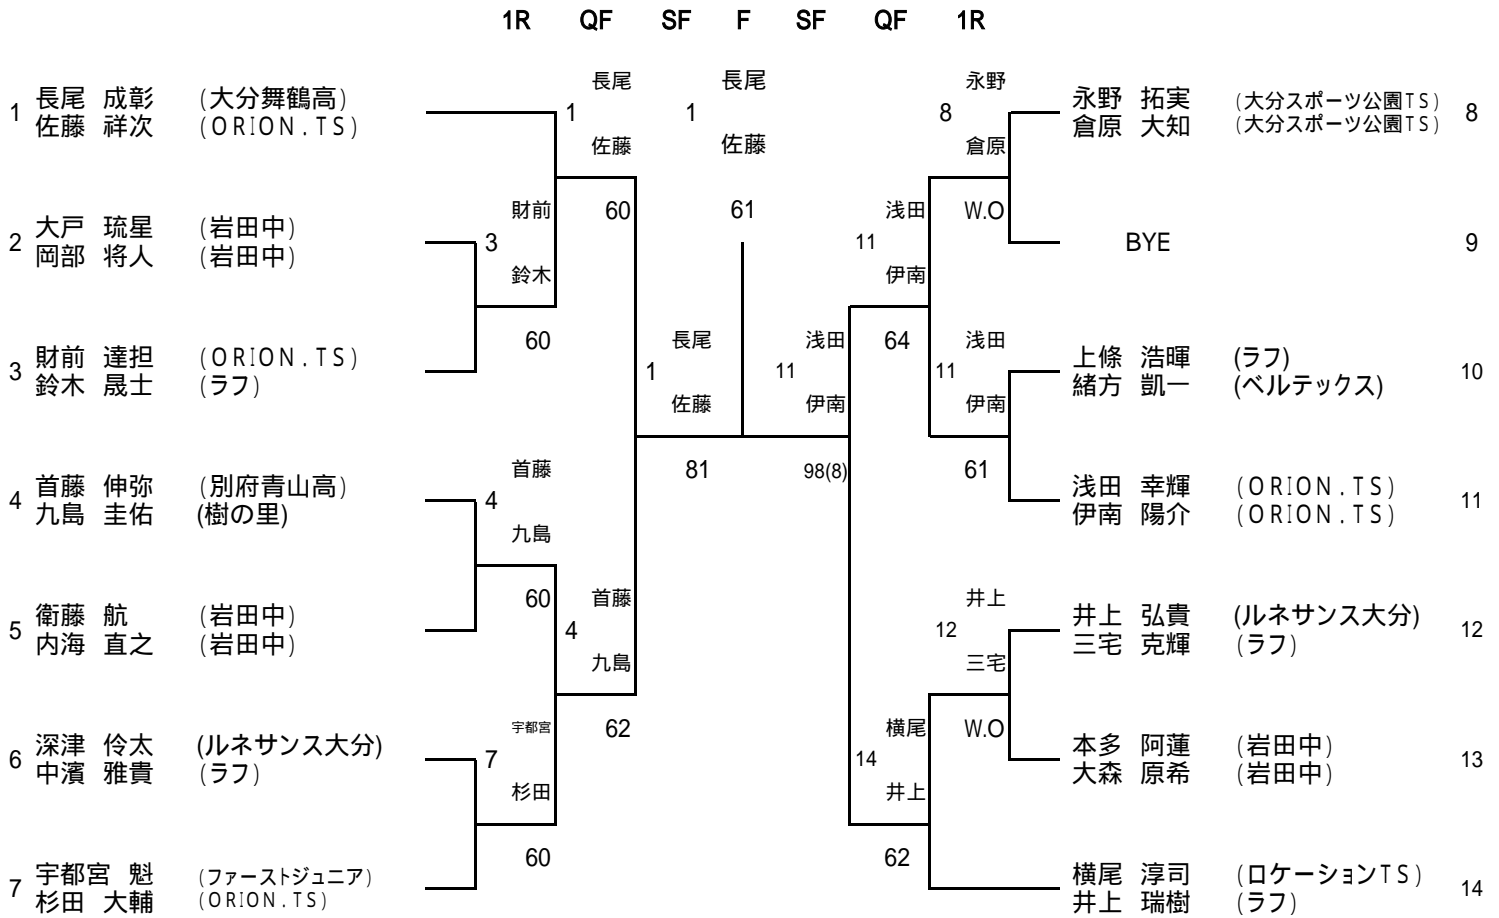 1R QF SF F SF QF 1R
1 長尾 成彰 (大分舞鶴高)
佐藤 祥次 (ORION.TS)
2 大戸 琉星 (岩田中)
岡部 将人 (岩田中)
3 財前 達担 (ORION.TS)
鈴木 晟士 (ラフ)
4 首藤 伸弥 (別府青山高)
九島 圭佑 (樹の里)
5 衛藤 航 (岩田中)
内海 直之 (岩田中)
6 深津 伶太 (ルネサンス大分)
中濱 雅貴 (ラフ)
7 宇都宮 魁 (ファーストジュニア)
杉田 大輔 (ORION.TS)
財前
3
鈴木
60
首藤
4
九島
60
宇都宮
7
杉田
60
長尾
1
佐藤
60
首藤
4
九島
62
長尾
1
佐藤
81
長尾
1
佐藤
61
浅田
11
伊南
98(8)
浅田
11
伊南
64
横尾
14
井上
62
永野
8
倉原
W.O
浅田
11
伊南
61
井上
12
三宅
W.O
永野 拓実 (大分スポーツ公園TS) 8
倉原 大知 (大分スポーツ公園TS)
BYE 9
上條 浩暉 (ラフ) 10
緒方 凱一 (ベルテックス)
浅田 幸輝 (ORION.TS) 11
伊南 陽介 (ORION.TS)
井上 弘貴 (ルネサンス大分) 12
三宅 克輝 (ラフ)
本多 阿蓮 (岩田中) 13
大森 原希 (岩田中)
横尾 淳司 (ロケーションTS) 14
井上 瑞樹 (ラフ)